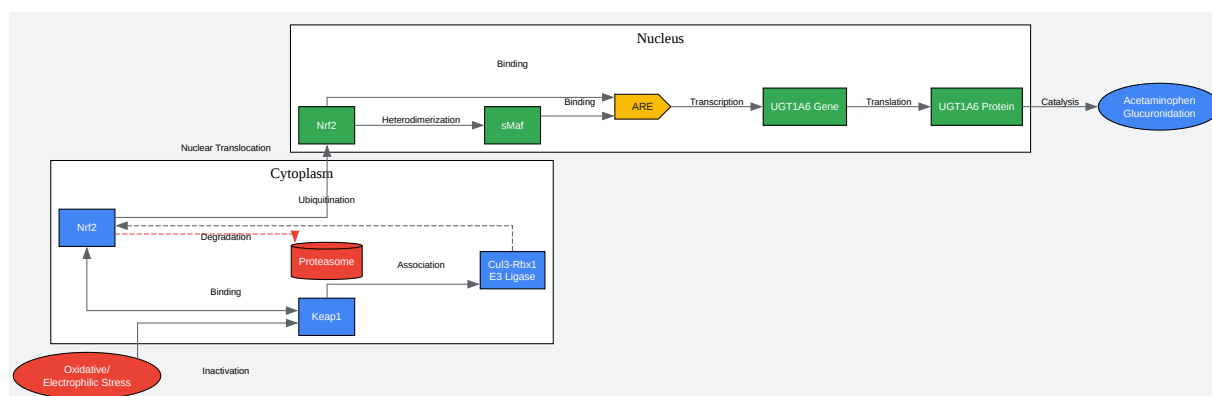 Nucleus
Binding
Binding
Nrf2
Heterodimerization
sMaf
ARE
Transcription
UGT1A6 Gene
Translation
UGT1A6 Protein
Catalysis
Acetaminophen
Glucuronidation
Nuclear Translocation
Cytoplasm
Ubiquitination
Nrf2
Degradation
Proteasome
Association
Cul3-Rbx1
E3 Ligase
Binding
Keap1
Oxidative/
Electrophilic Stress
Inactivation